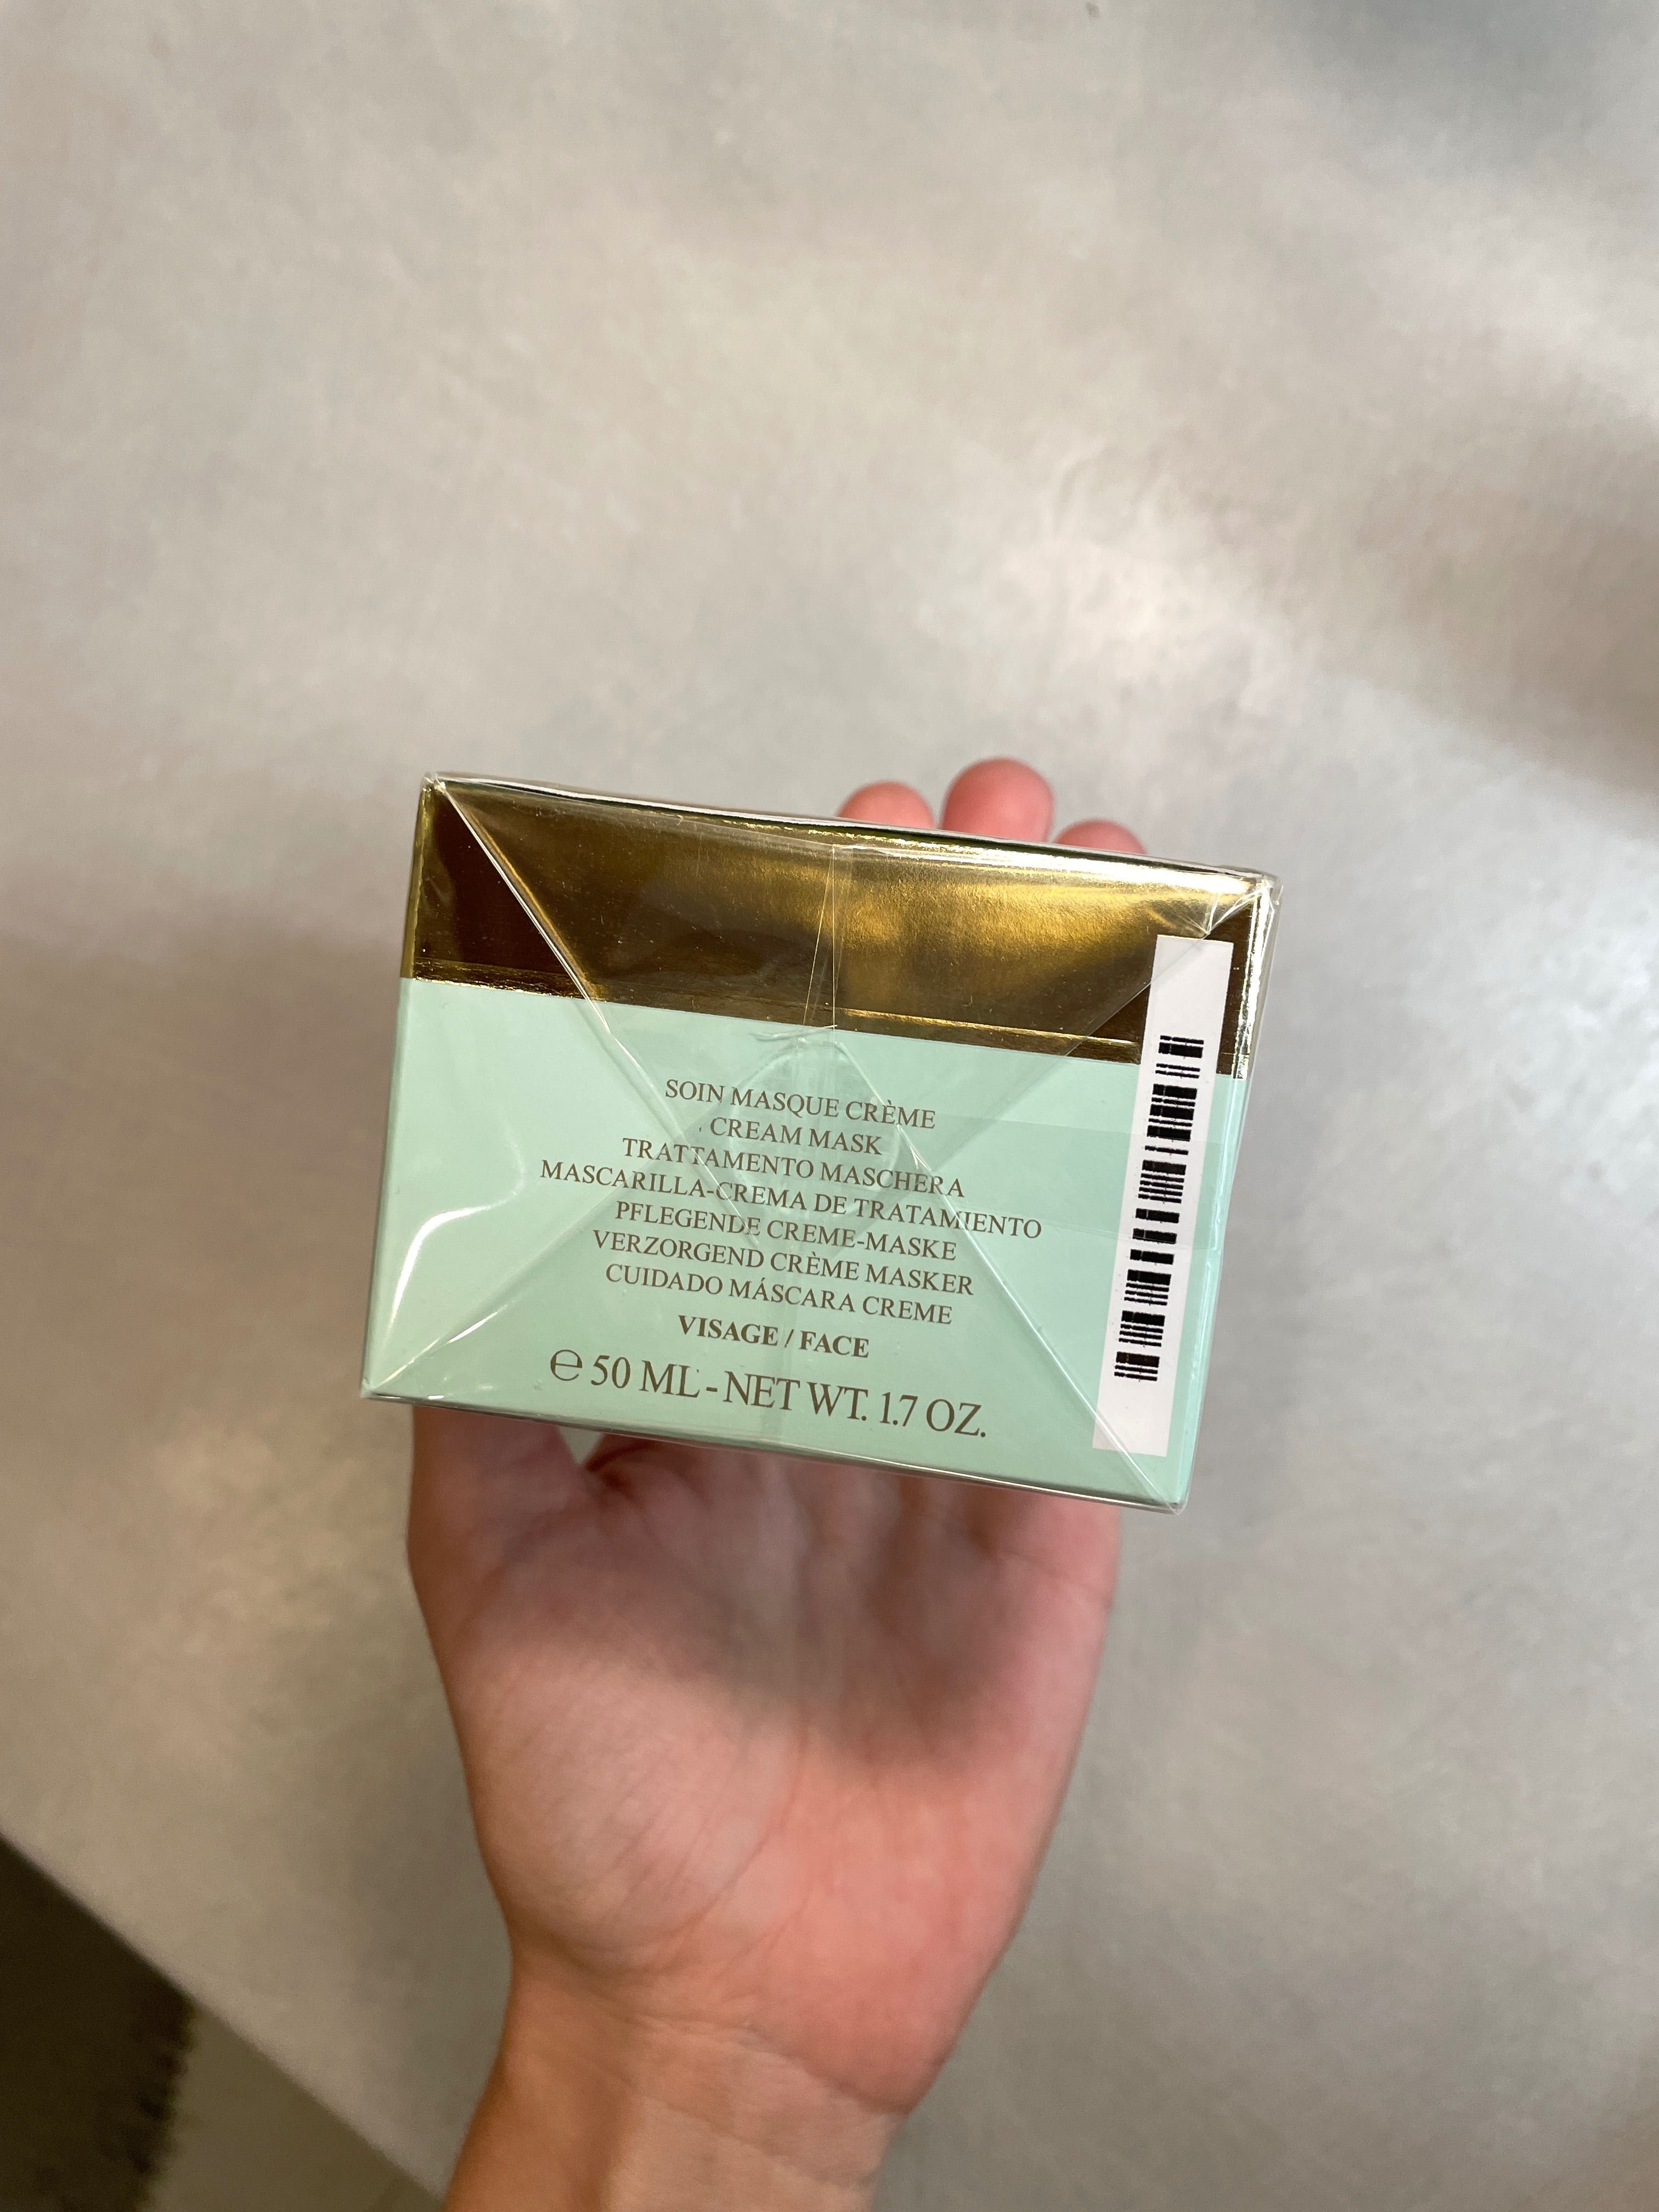 SOIN MASQUE CRÈME
CREAM MASK
TRATTAMENTO MASCHERA
MASCARILLA-CREMA DE TRATAMIENTO
PFLEGENDE CREME-MASKE
VERZORGEND CRÈME MASKER
CUIDADO MÁSCARA CREME
VISAGE / FACE
℮ 50 ML - NET WT. 1.7 OZ.